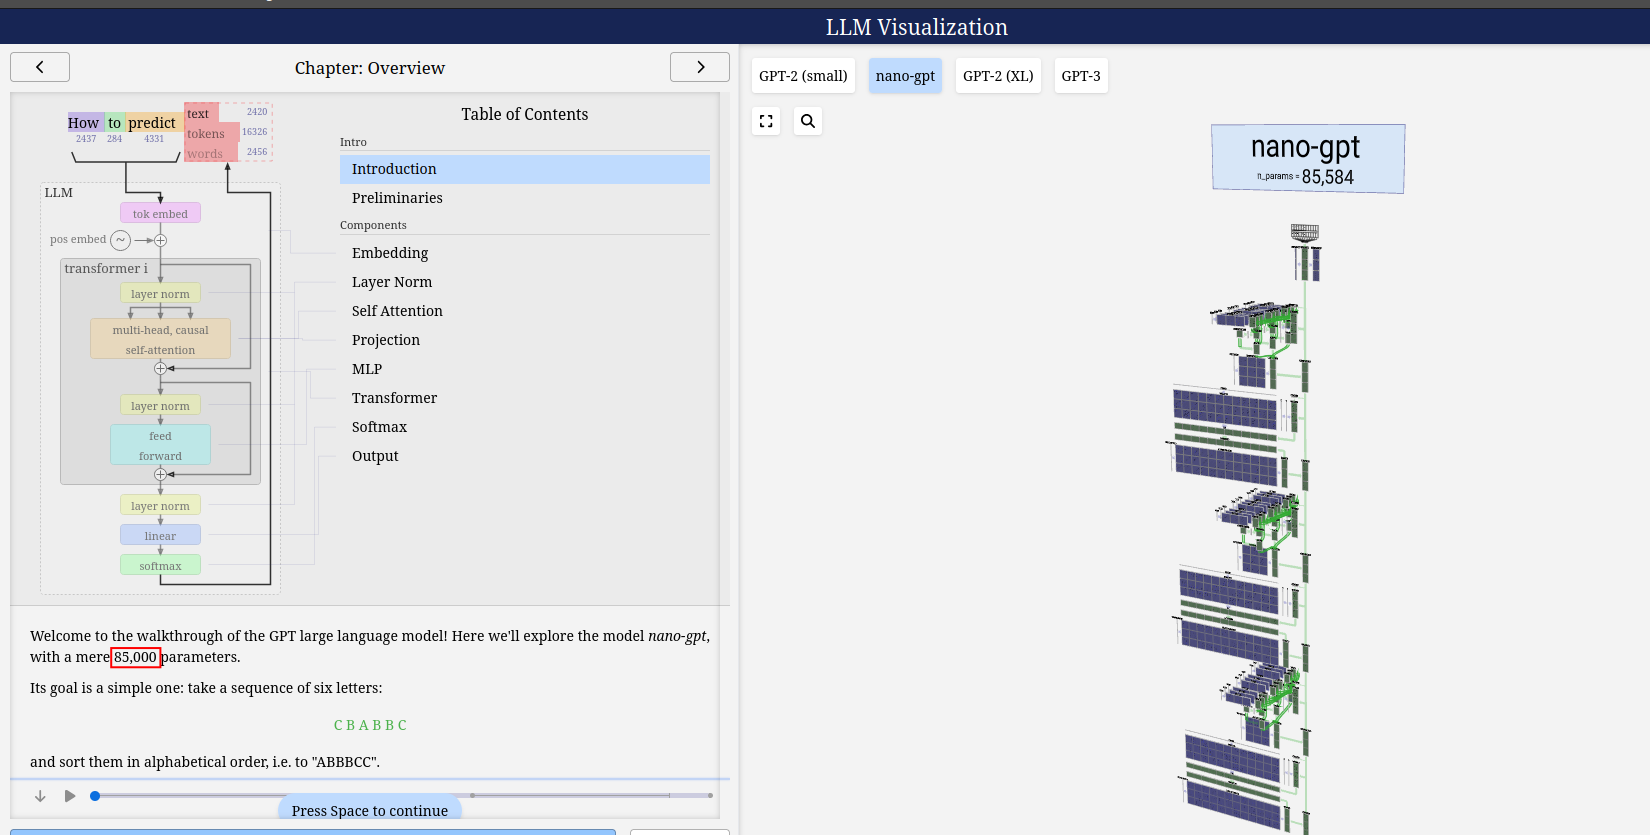 LLM Visualization
Chapter: Overview
How to predict
2437 284 4331
text 2420
tokens 16326
words 2456
LLM
tok embed
pos embed
~
transformer i
layer norm
multi-head, causal
self-attention
layer norm
feed
forward
layer norm
linear
softmax
Table of Contents
Intro
Introduction
Preliminaries
Components
Embedding
Layer Norm
Self Attention
Projection
MLP
Transformer
Softmax
Output
Welcome to the walkthrough of the GPT large language model! Here we'll explore the model nano-gpt,
with a mere 85,000 parameters.
Its goal is a simple one: take a sequence of six letters:
C B A B B C
and sort them in alphabetical order, i.e. to "ABBBCC".
Press Space to continue
GPT-2 (small) nano-gpt GPT-2 (XL) GPT-3
nano-gpt
n_params = 85,584